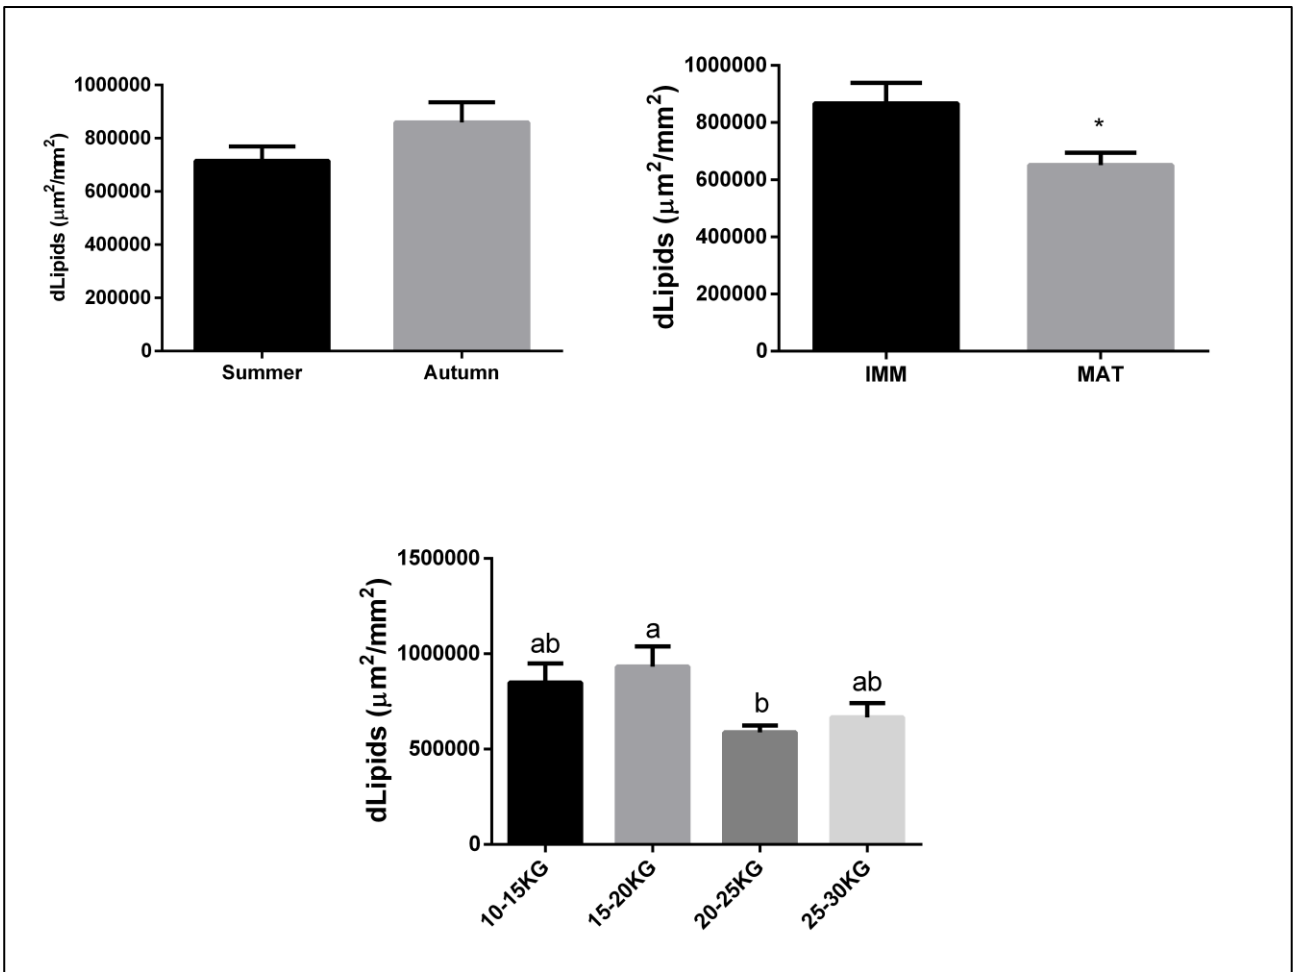 dLipids (μm²/mm²)
1000000
800000
600000
400000
200000
0
Summer Autumn
dLipids (μm²/mm²)
1000000
800000
600000
400000
200000
0
*
IMM MAT
dLipids (μm²/mm²)
1500000
1000000
500000
0
ab a b ab
10-15KG 15-20KG 20-25KG 25-30KG